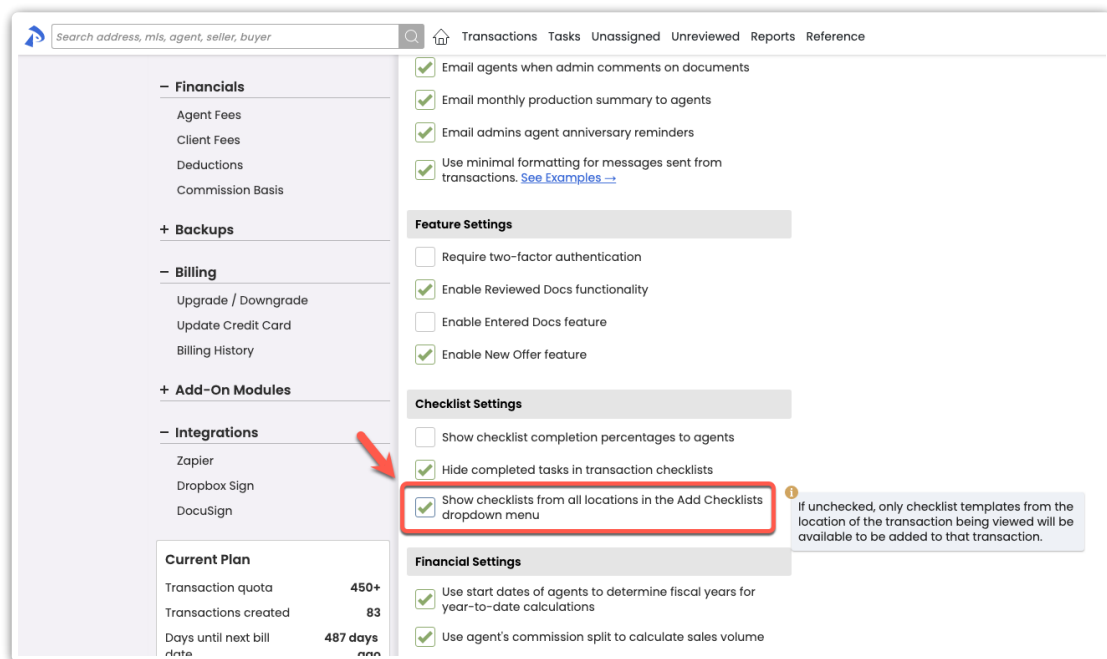 Search address, mls, agent, seller, buyer
Transactions Tasks Unassigned Unreviewed Reports Reference
− Financials
Agent Fees
Client Fees
Deductions
Commission Basis
+ Backups
− Billing
Upgrade / Downgrade
Update Credit Card
Billing History
+ Add-On Modules
− Integrations
Zapier
Dropbox Sign
DocuSign
Current Plan
Transaction quota 450+
Transactions created 83
Days until next bill 487 days
date ago
Email agents when admin comments on documents
Email monthly production summary to agents
Email admins agent anniversary reminders
Use minimal formatting for messages sent from
transactions. See Examples →
Feature Settings
Require two-factor authentication
Enable Reviewed Docs functionality
Enable Entered Docs feature
Enable New Offer feature
Checklist Settings
Show checklist completion percentages to agents
Hide completed tasks in transaction checklists
Show checklists from all locations in the Add Checklists
dropdown menu
If unchecked, only checklist templates from the
location of the transaction being viewed will be
available to be added to that transaction.
Financial Settings
Use start dates of agents to determine fiscal years for
year-to-date calculations
Use agent's commission split to calculate sales volume